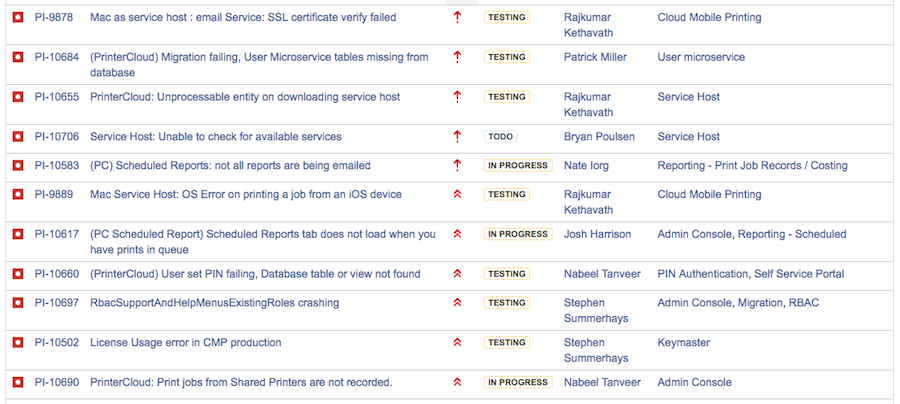 PI-9878 Mac as service host : email Service: SSL certificate verify failed TESTING Rajkumar Cloud Mobile Printing
Kethavath
PI-10684 (PrinterCloud) Migration failing, User Microservice tables missing from TESTING Patrick Miller User microservice
database
PI-10655 PrinterCloud: Unprocessable entity on downloading service host TESTING Rajkumar Service Host
Kethavath
PI-10706 Service Host: Unable to check for available services TODO Bryan Poulsen Service Host
PI-10583 (PC) Scheduled Reports: not all reports are being emailed IN PROGRESS Nate Iorg Reporting - Print Job Records / Costing
PI-9889 Mac Service Host: OS Error on printing a job from an iOS device TESTING Rajkumar Cloud Mobile Printing
Kethavath
PI-10617 (PC Scheduled Report) Scheduled Reports tab does not load when you IN PROGRESS Josh Harrison Admin Console, Reporting - Scheduled
have prints in queue
PI-10660 (PrinterCloud) User set PIN failing, Database table or view not found TESTING Nabeel Tanveer PIN Authentication, Self Service Portal
PI-10697 RbacSupportAndHelpMenusExistingRoles crashing TESTING Stephen Admin Console, Migration, RBAC
Summerhays
PI-10502 License Usage error in CMP production TESTING Stephen Keymaster
Summerhays
PI-10690 PrinterCloud: Print jobs from Shared Printers are not recorded. IN PROGRESS Nabeel Tanveer Admin Console